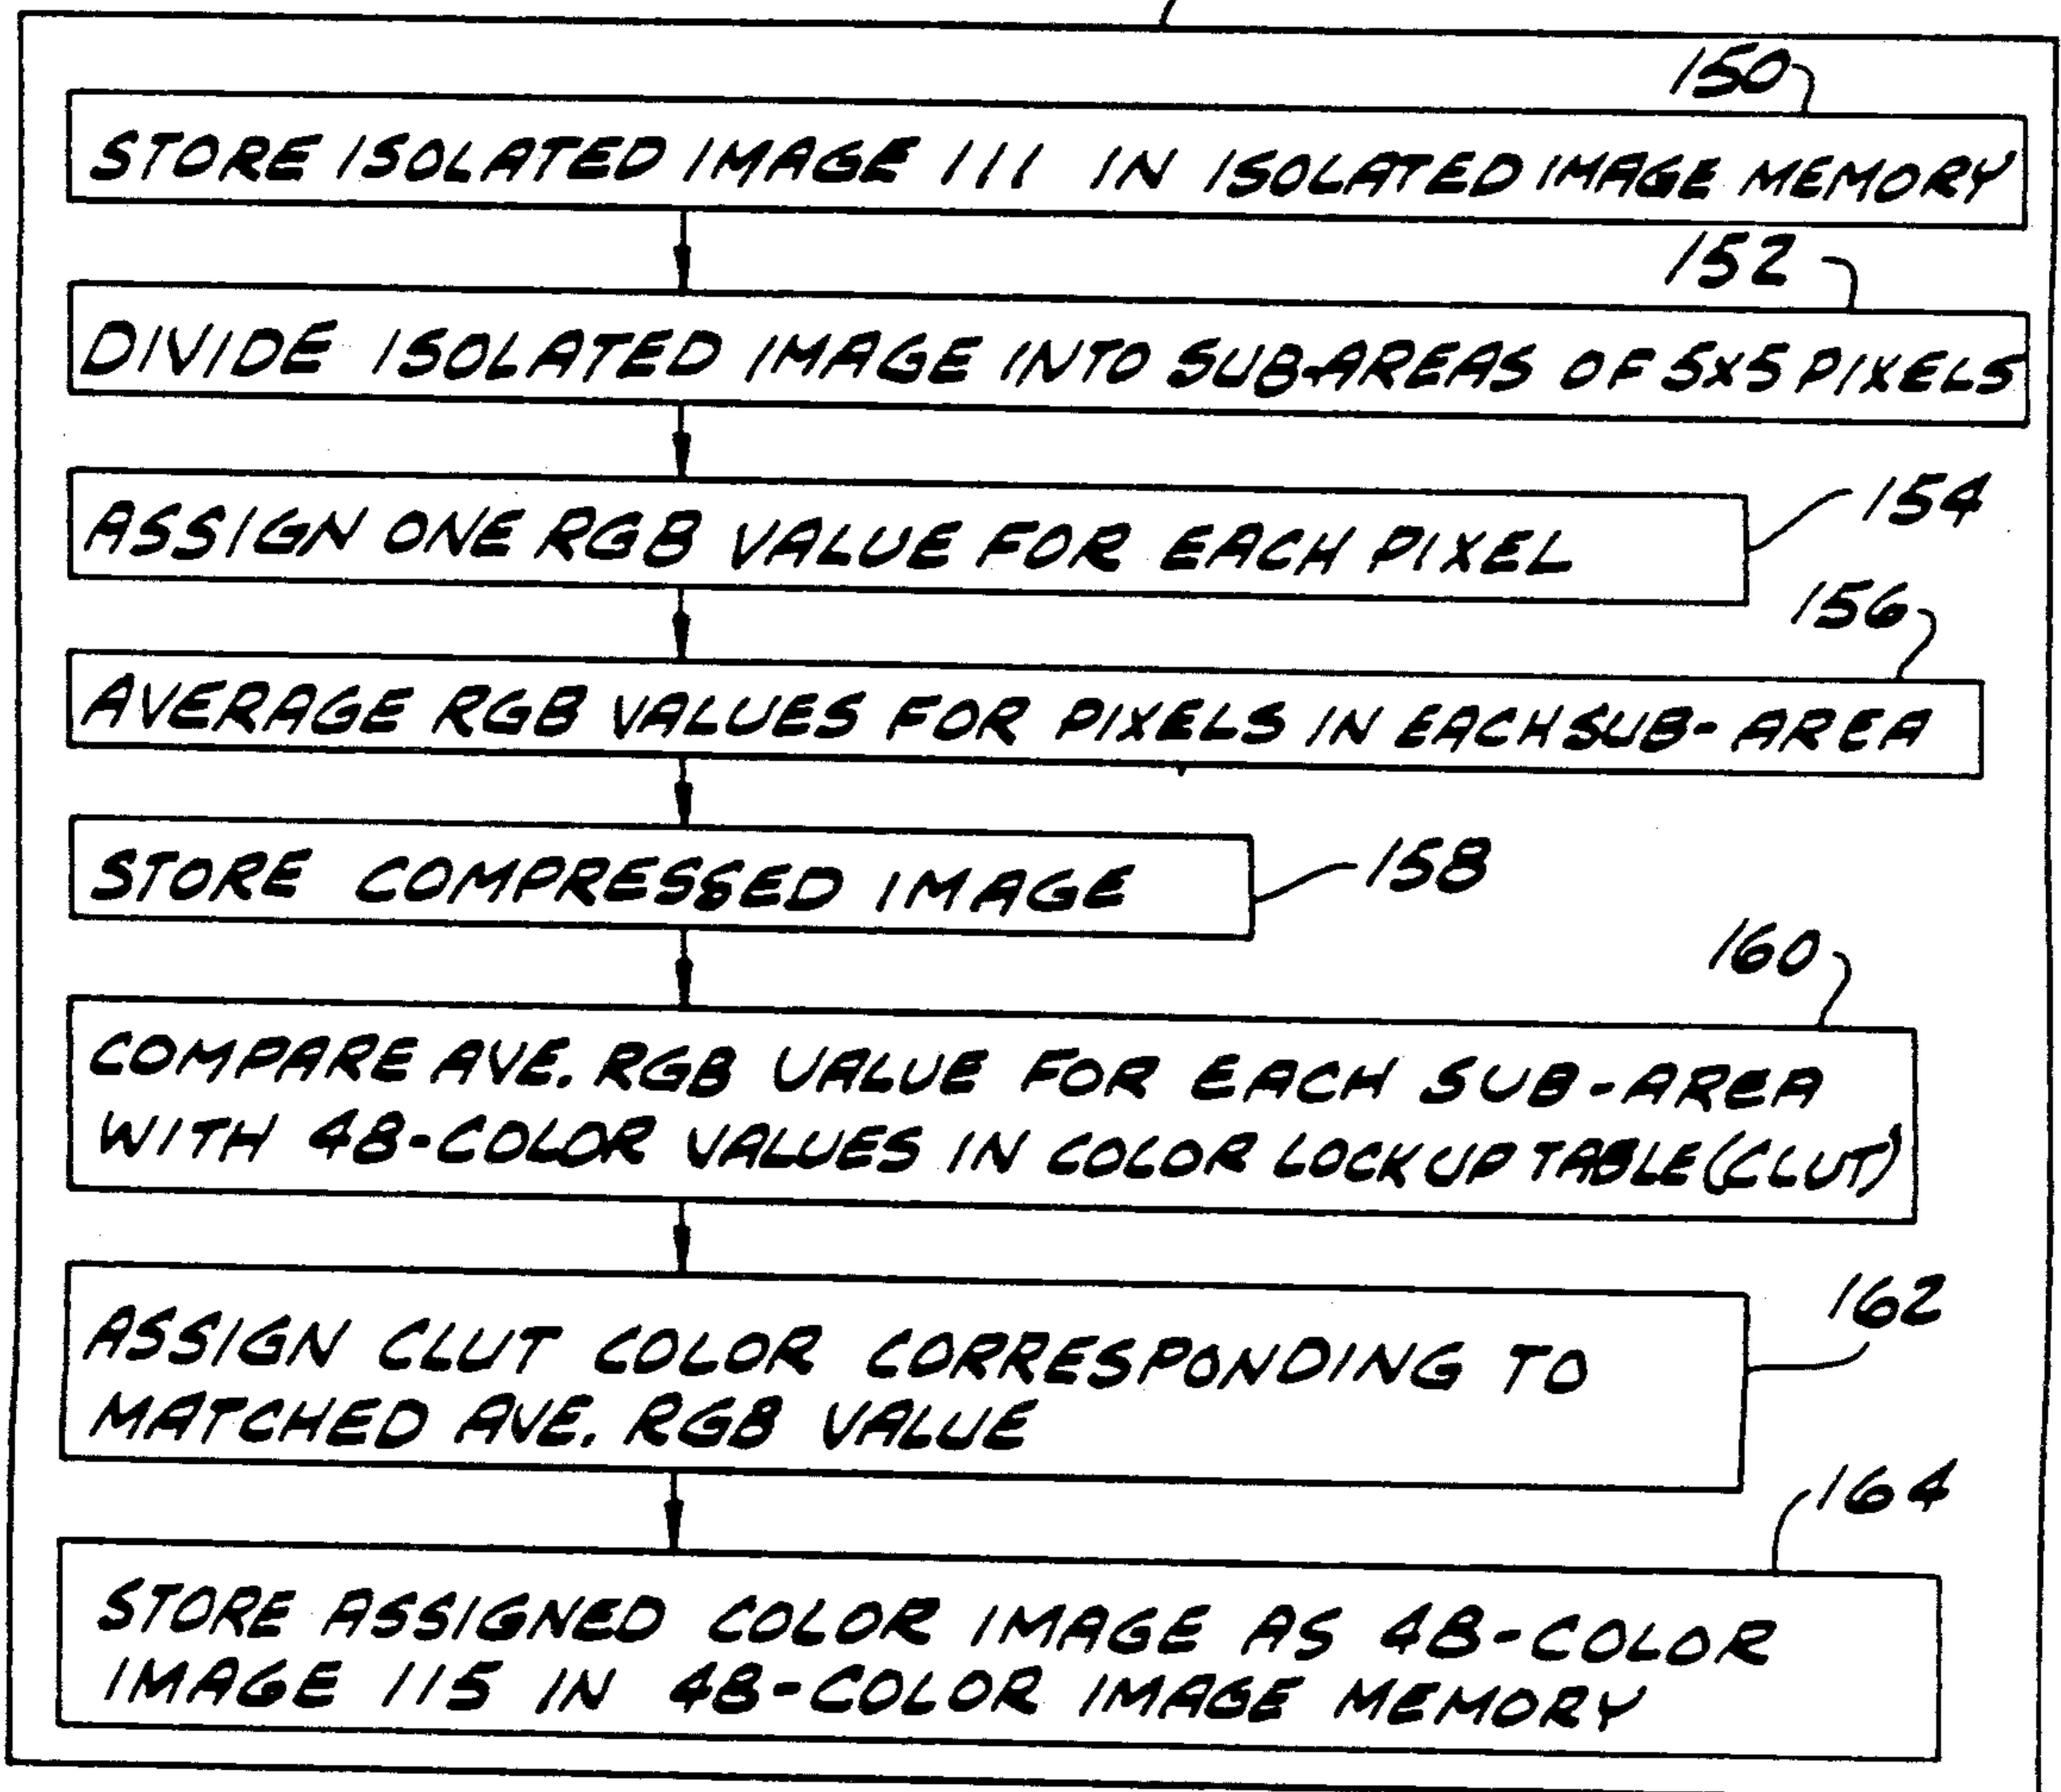 150
STORE ISOLATED IMAGE 111 IN ISOLATED IMAGE MEMORY
152
DIVIDE ISOLATED IMAGE INTO SUB-AREAS OF 5X5 PIXELS
154
ASSIGN ONE RGB VALUE FOR EACH PIXEL
156
AVERAGE RGB VALUES FOR PIXELS IN EACH SUB-AREA
STORE COMPRESSED IMAGE
158
160
COMPARE AVE. RGB VALUE FOR EACH SUB-AREA
WITH 48-COLOR VALUES IN COLOR LOCK UP TABLE (CLUT)
162
ASSIGN CLUT COLOR CORRESPONDING TO
MATCHED AVE. RGB VALUE
164
STORE ASSIGNED COLOR IMAGE AS 48-COLOR
IMAGE 115 IN 48-COLOR IMAGE MEMORY